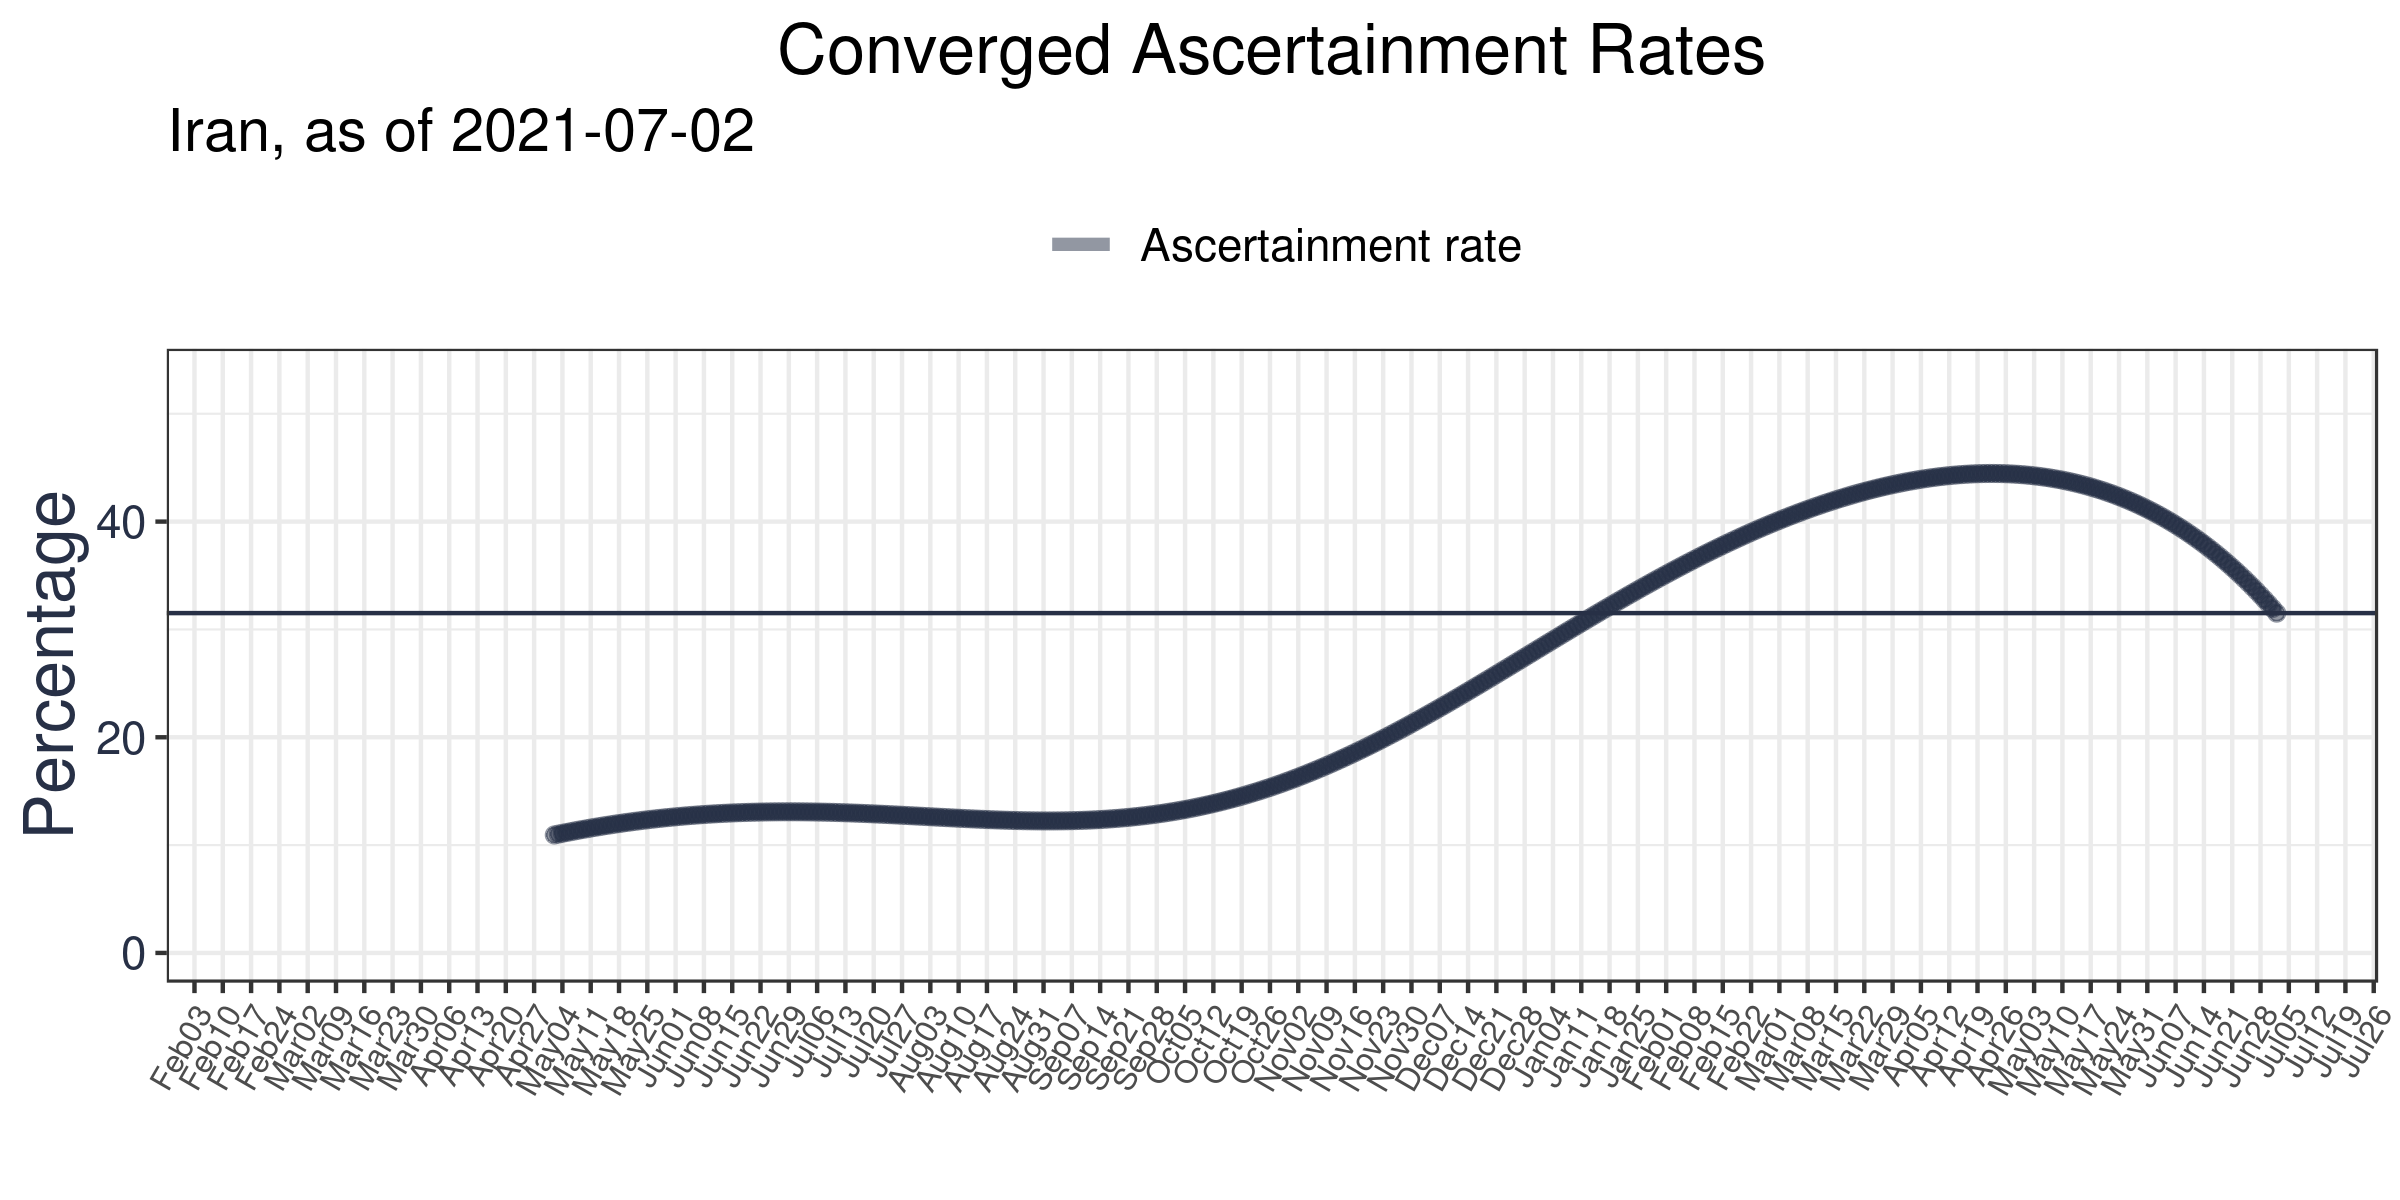 Converged Ascertainment Rates
Iran, as of 2021-07-02
Ascertainment rate
Percentage
40
20
0
Feb03 Feb10 Feb17 Feb24 Mar02 Mar09 Mar16 Mar23 Mar30 Apr06 Apr13 Apr20 Apr27 May04 May11 May18 May25 Jun01 Jun08 Jun15 Jun22 Jun29 Jul06 Jul13 Jul20 Jul27 Aug03 Aug10 Aug17 Aug24 Aug31 Sep07 Sep14 Sep21 Sep28 Oct05 Oct12 Oct19 Oct26 Nov02 Nov09 Nov16 Nov23 Nov30 Dec07 Dec14 Dec21 Dec28 Jan04 Jan11 Jan18 Jan25 Feb01 Feb08 Feb15 Feb22 Mar01 Mar08 Mar15 Mar22 Mar29 Apr05 Apr12 Apr19 Apr26 May03 May10 May17 May24 May31 Jun07 Jun14 Jun21 Jun28 Jul05 Jul12 Jul19 Jul26